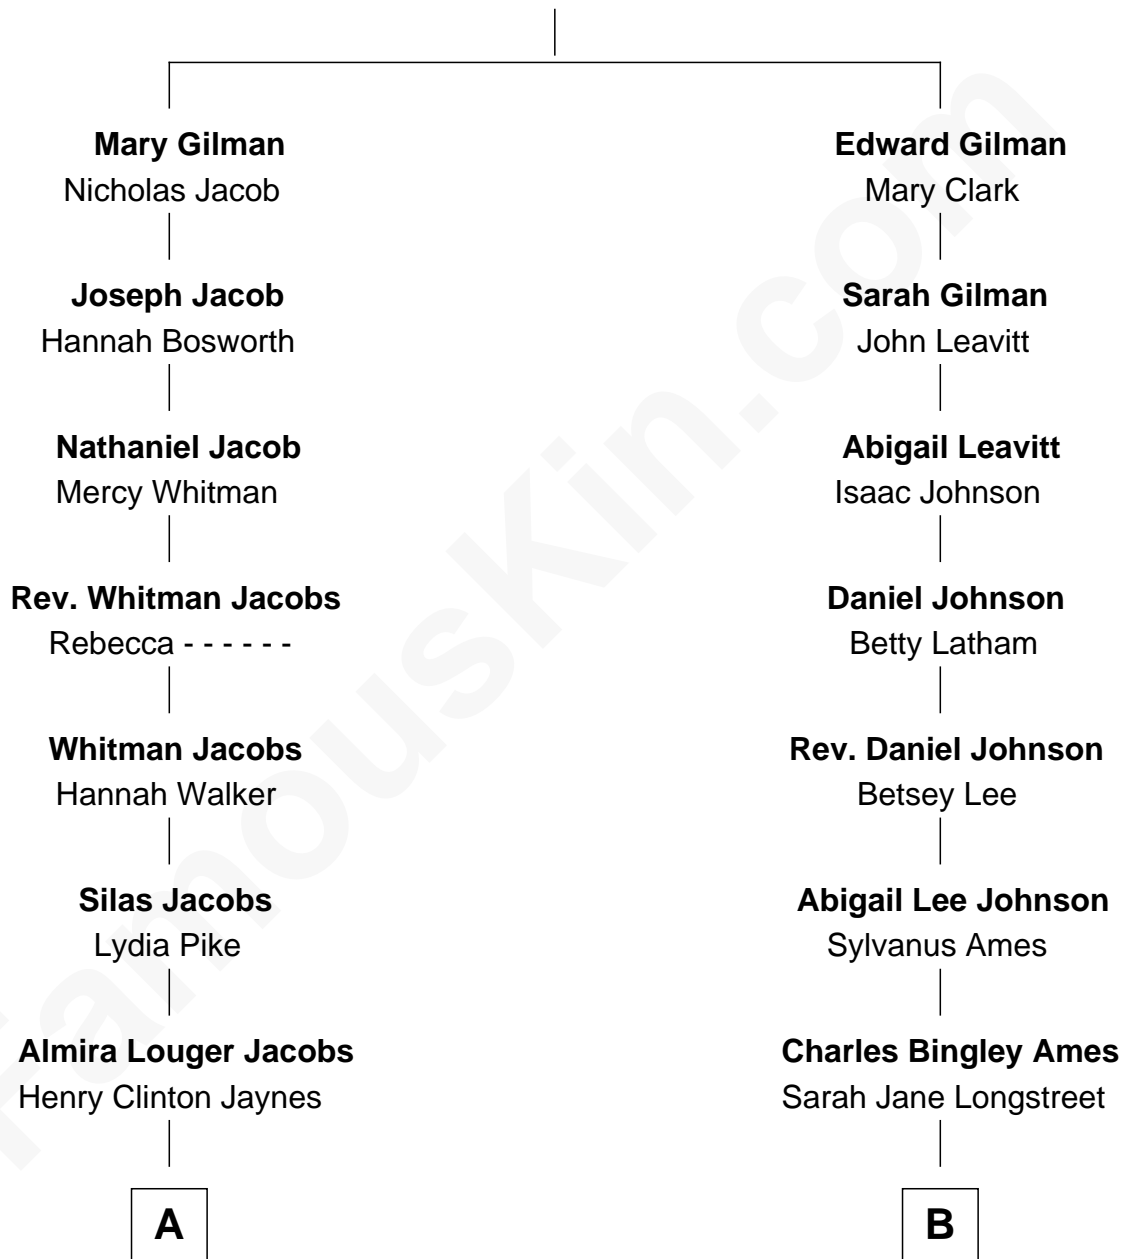 Mary Gilman
Nicholas Jacob
Edward Gilman
Mary Clark
Joseph Jacob
Hannah Bosworth
Sarah Gilman
John Leavitt
Nathaniel Jacob
Mercy Whitman
Abigail Leavitt
Isaac Johnson
Rev. Whitman Jacobs
Rebecca - - - - - -
Daniel Johnson
Betty Latham
Whitman Jacobs
Hannah Walker
Rev. Daniel Johnson
Betsey Lee
Silas Jacobs
Lydia Pike
Abigail Lee Johnson
Sylvanus Ames
Almira Louger Jacobs
Henry Clinton Jaynes
Charles Bingley Ames
Sarah Jane Longstreet
A
B
FamousKin.com